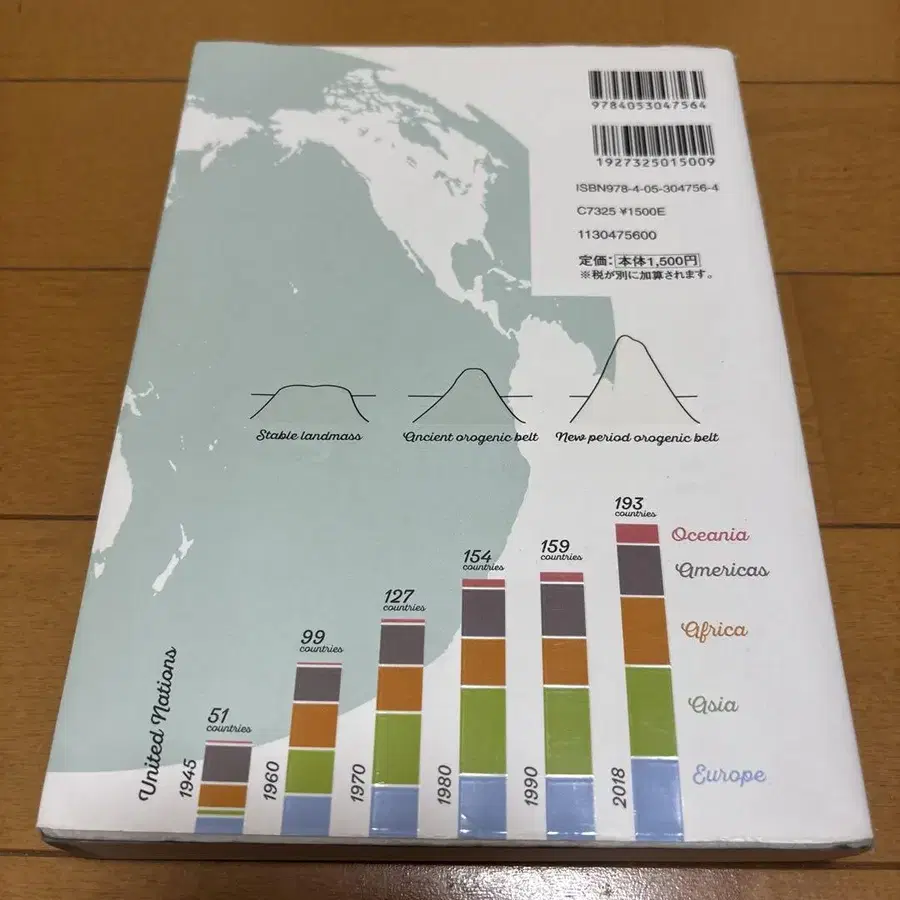 9784053047564
1927325015009
ISBN978-4-05-304756-4
C7325 ¥1500E
1130475600
定価：本体1,500円
※税が別に加算されます。
Stable landmass
Ancient orogenic belt
New period orogenic belt
United Nations
1945
51
countries
1960
99
countries
1970
127
countries
1980
154
countries
1990
159
countries
2018
193
countries
Oceania
Americas
Africa
Asia
Europe